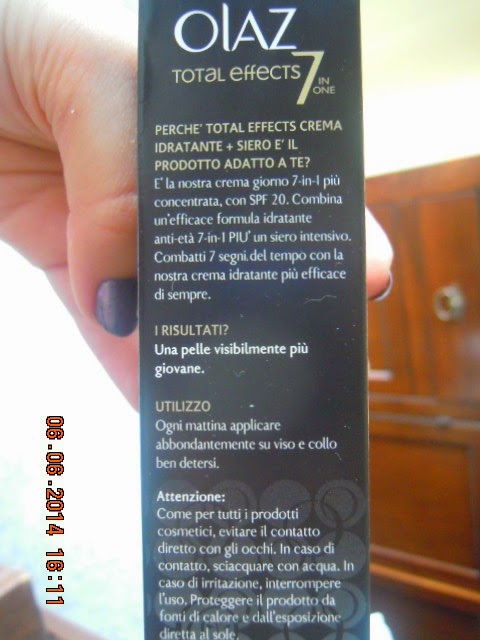 OLAZ
TOTAL effects 7 IN ONE
PERCHE' TOTAL EFFECTS CREMA
IDRATANTE + SIERO E' IL
PRODOTTO ADATTO A TE?
E' la nostra crema giorno 7-in-1 più
concentrata, con SPF 20. Combina
un'efficace formula idratante
anti-età 7-in-1 PIU' un siero intensivo.
Combatti 7 segni del tempo con la
nostra crema idratante più efficace
di sempre.
I RISULTATI?
Una pelle visibilmente più
giovane.
UTILIZZO
Ogni mattina applicare
abbondantemente su viso e collo
ben detersi.
Attenzione:
Come per tutti i prodotti
cosmetici, evitare il contatto
diretto con gli occhi. In caso di
contatto, sciacquare con acqua. In
caso di irritazione, interrompere
l'uso. Proteggere il prodotto da
fonti di calore e dall'esposizione
diretta al sole.
06.06.2014 16:11